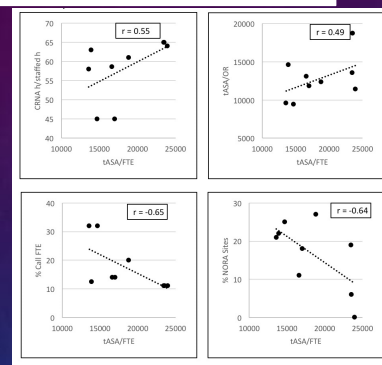 r = 0.55
CRNA h/staffed h
70
65
60
55
50
45
40
10000 15000 20000 25000
tASA/FTE
r = 0.49
tASA/OR
20000
15000
10000
5000
10000 15000 20000 25000
tASA/FTE
r = -0.65
% Call FTE
40
30
20
10
0
10000 15000 20000 25000
tASA/FTE
r = -0.64
% NORA Sites
30
20
10
0
10000 15000 20000 25000
tASA/FTE